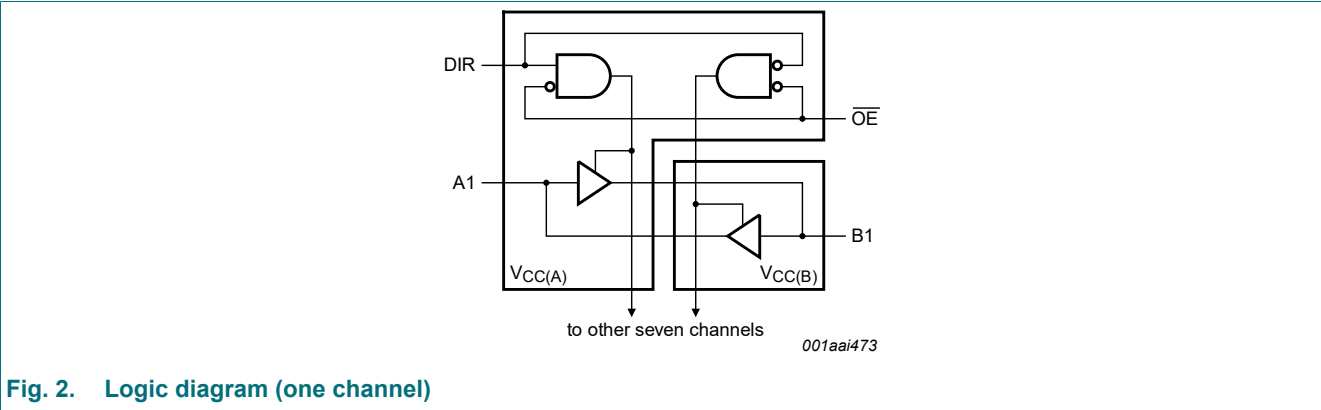 DIR
OE
A1
B1
VCC(A)
VCC(B)
to other seven channels
001aai473
Fig. 2. Logic diagram (one channel)